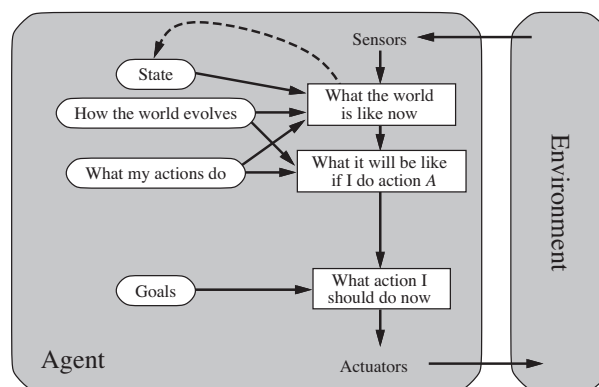 Sensors
State
What the world
is like now
How the world evolves
What it will be like
if I do action A
What my actions do
Environment
What action I
should do now
Goals
Agent
Actuators